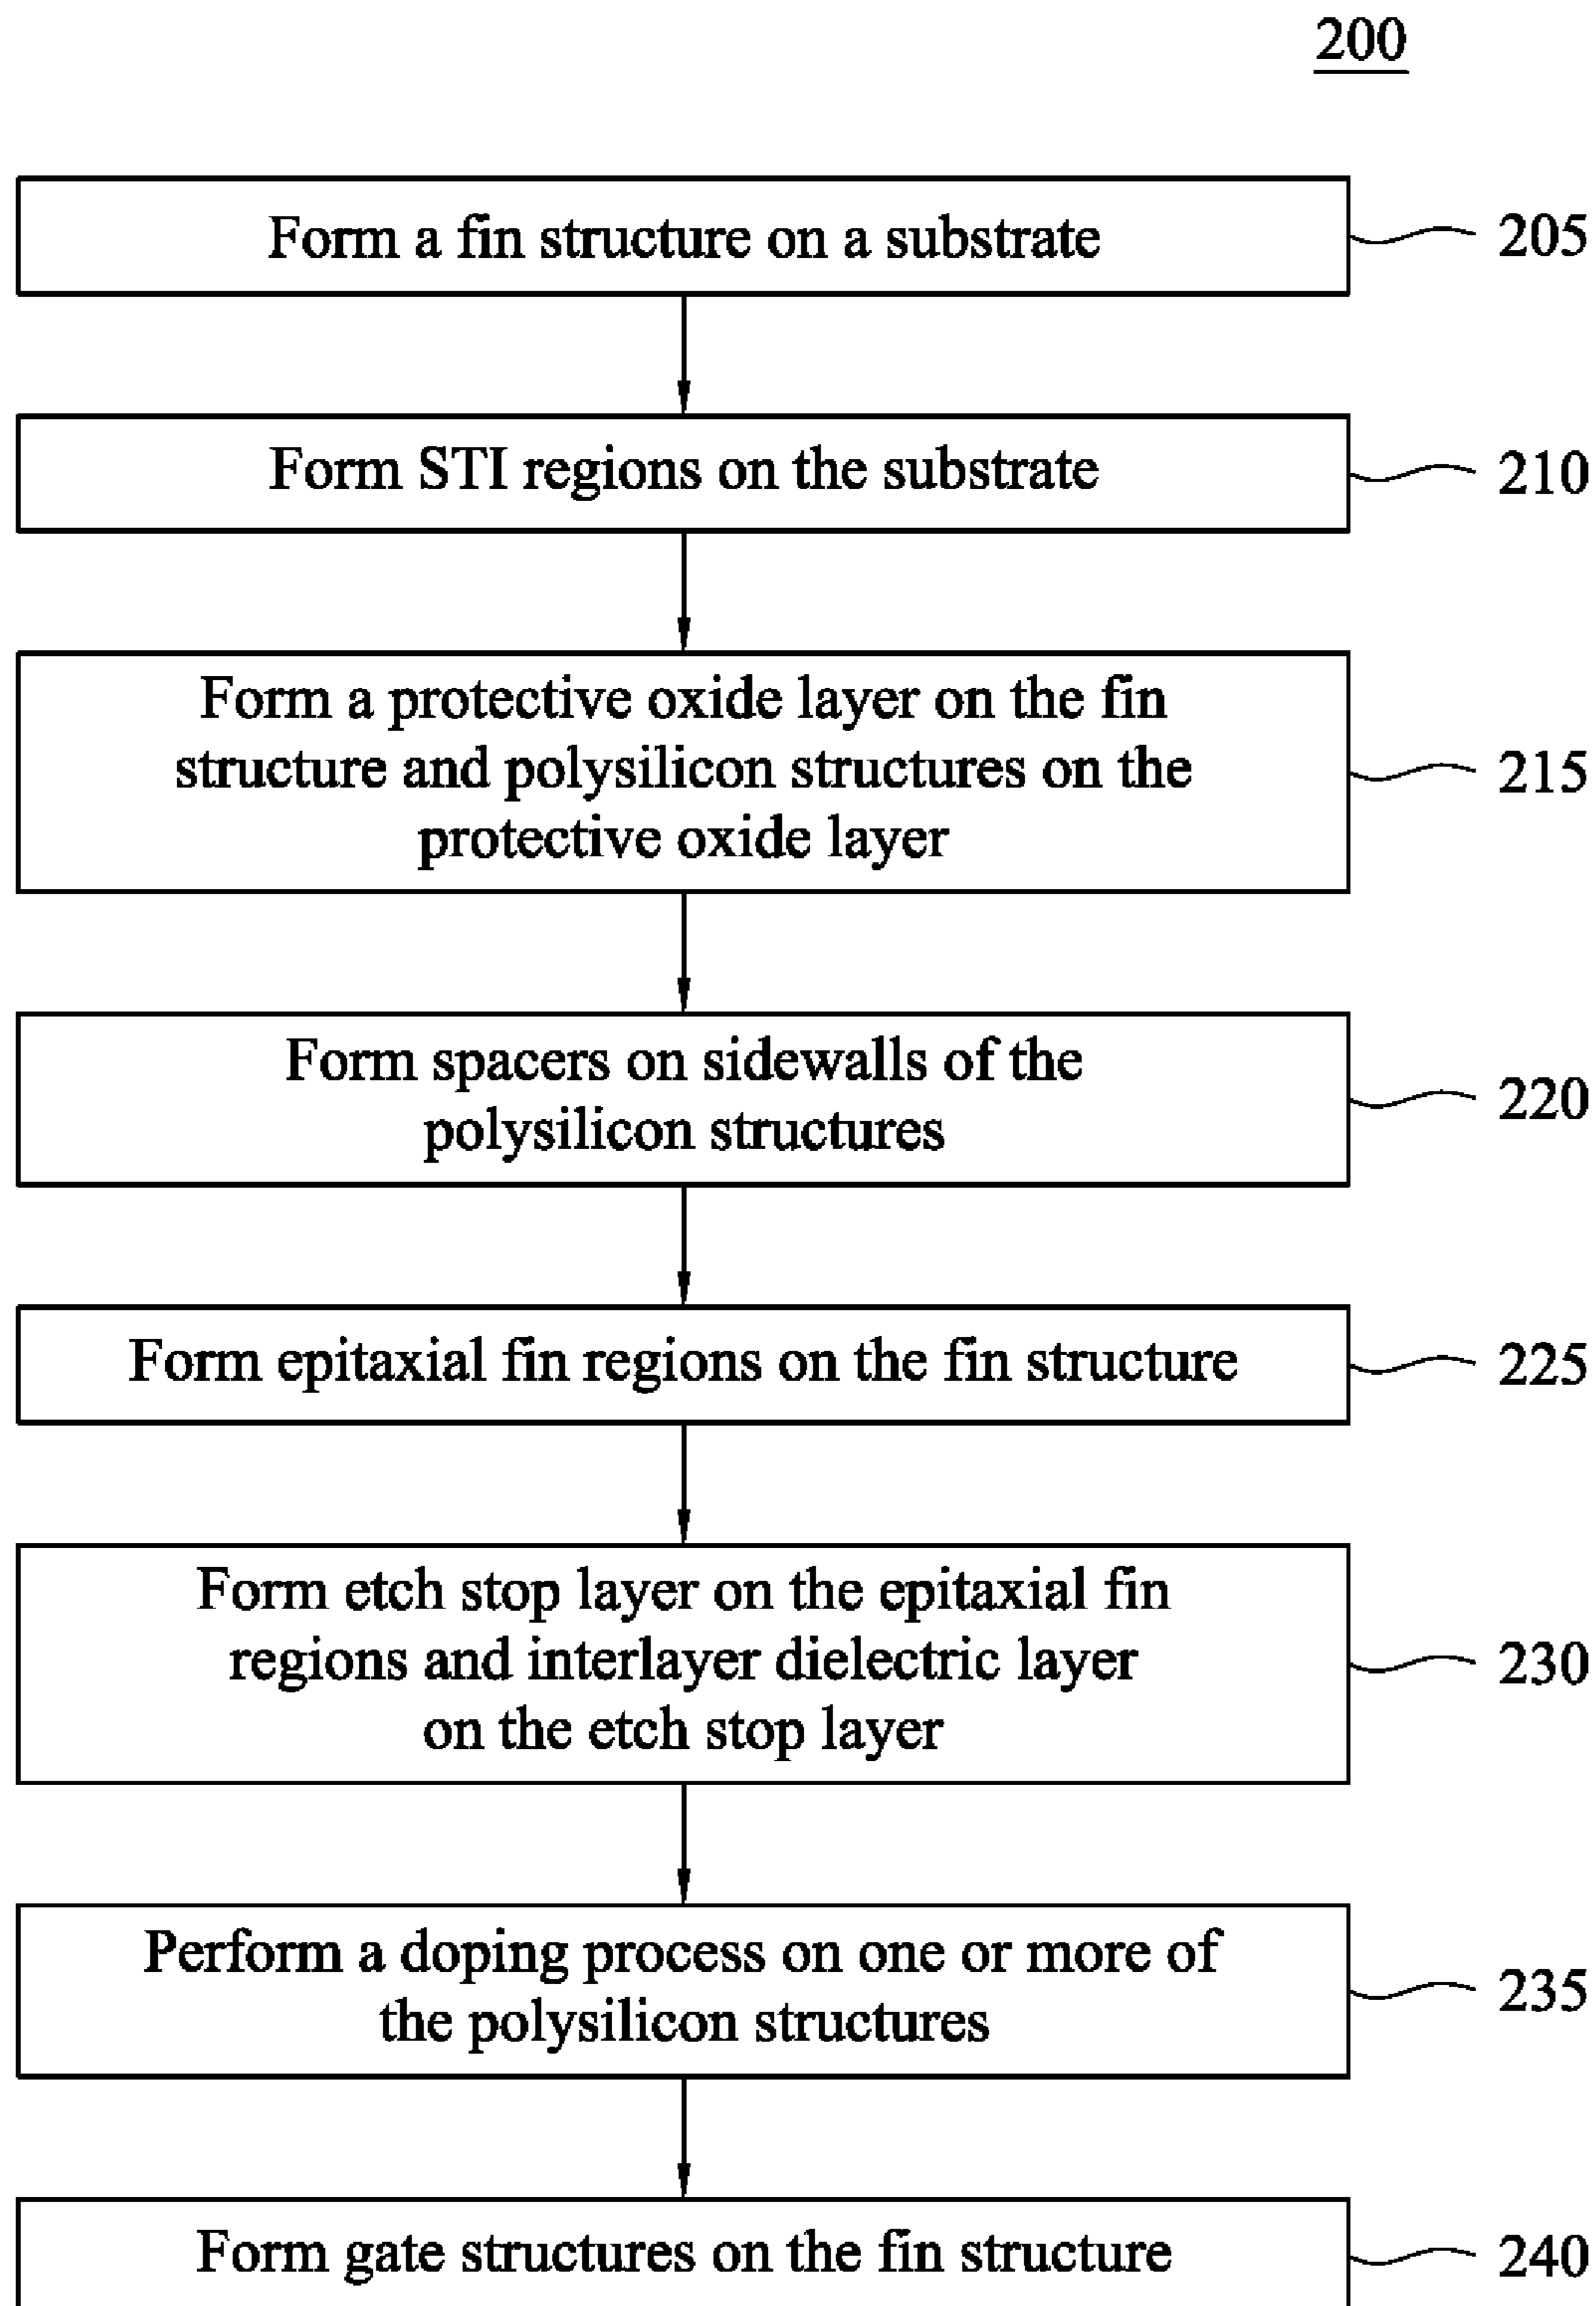 200
Form a fin structure on a substrate
205
Form STI regions on the substrate
210
Form a protective oxide layer on the fin
structure and polysilicon structures on the
protective oxide layer
215
Form spacers on sidewalls of the
polysilicon structures
220
Form epitaxial fin regions on the fin structure
225
Form etch stop layer on the epitaxial fin
regions and interlayer dielectric layer
on the etch stop layer
230
Perform a doping process on one or more of
the polysilicon structures
235
Form gate structures on the fin structure
240